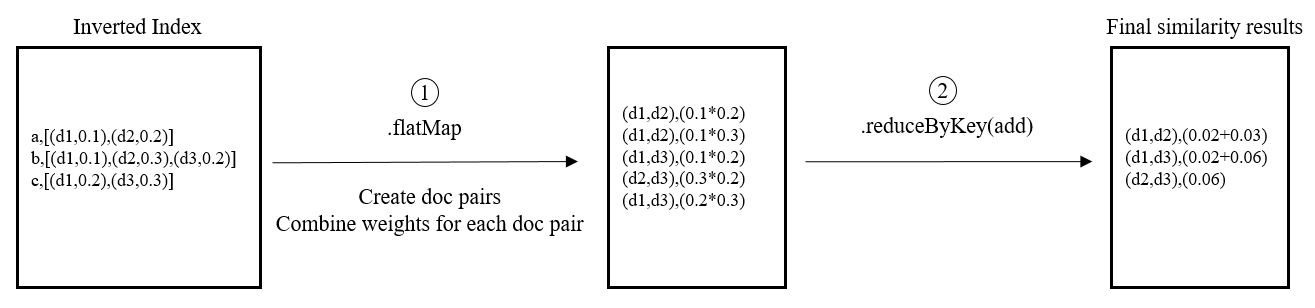 Inverted Index
a,[(d1,0.1),(d2,0.2)]
b,[(d1,0.1),(d2,0.3),(d3,0.2)]
c,[(d1,0.2),(d3,0.3)]
1
.flatMap
Create doc pairs
Combine weights for each doc pair
(d1,d2),(0.1*0.2)
(d1,d2),(0.1*0.3)
(d1,d3),(0.1*0.2)
(d2,d3),(0.3*0.2)
(d1,d3),(0.2*0.3)
2
.reduceByKey(add)
Final similarity results
(d1,d2),(0.02+0.03)
(d1,d3),(0.02+0.06)
(d2,d3),(0.06)